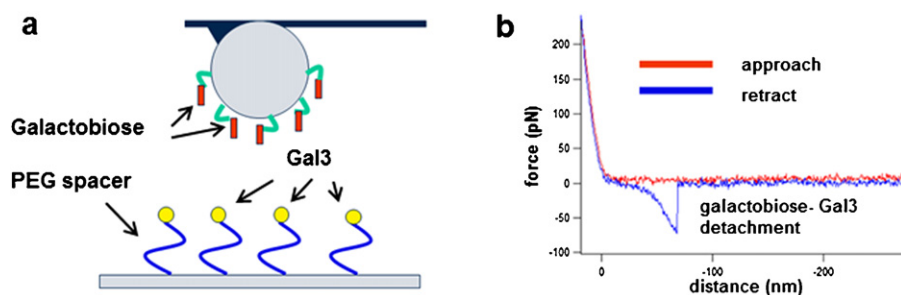 a
Galactobiose
PEG spacer
Gal3
b
force (pN)
200
150
100
50
0
-50
-100
approach
retract
galactobiose- Gal3
detachment
0
-100
-200
distance (nm)